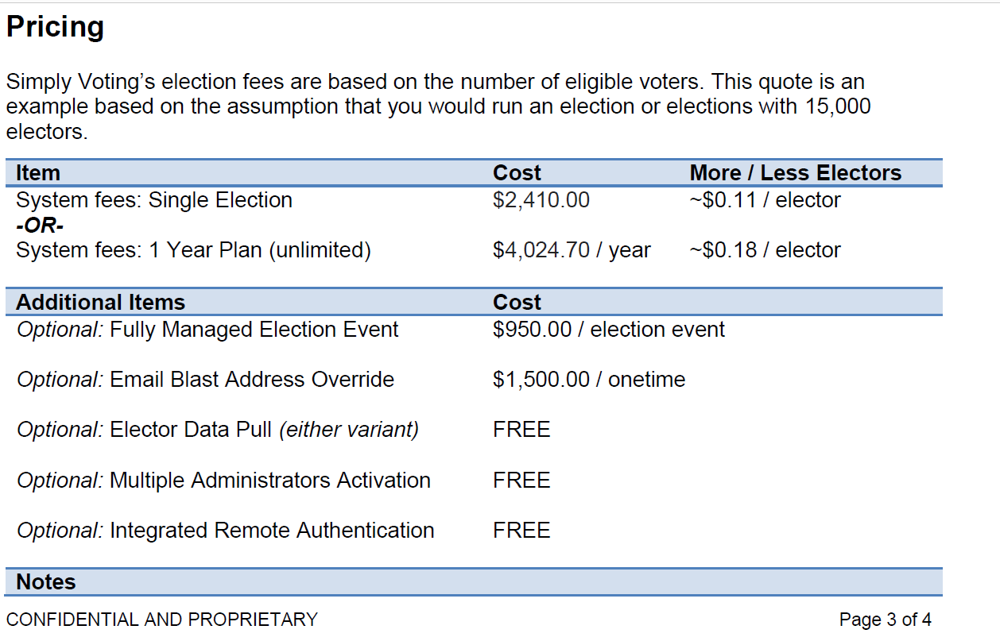 Pricing
Simply Voting’s election fees are based on the number of eligible voters. This quote is an
example based on the assumption that you would run an election or elections with 15,000
electors.
Item Cost More / Less Electors
System fees: Single Election $2,410.00 ~$0.11 / elector
-OR-
System fees: 1 Year Plan (unlimited) $4,024.70 / year ~$0.18 / elector
Additional Items Cost
Optional: Fully Managed Election Event $950.00 / election event
Optional: Email Blast Address Override $1,500.00 / onetime
Optional: Elector Data Pull (either variant) FREE
Optional: Multiple Administrators Activation FREE
Optional: Integrated Remote Authentication FREE
Notes
CONFIDENTIAL AND PROPRIETARY Page 3 of 4